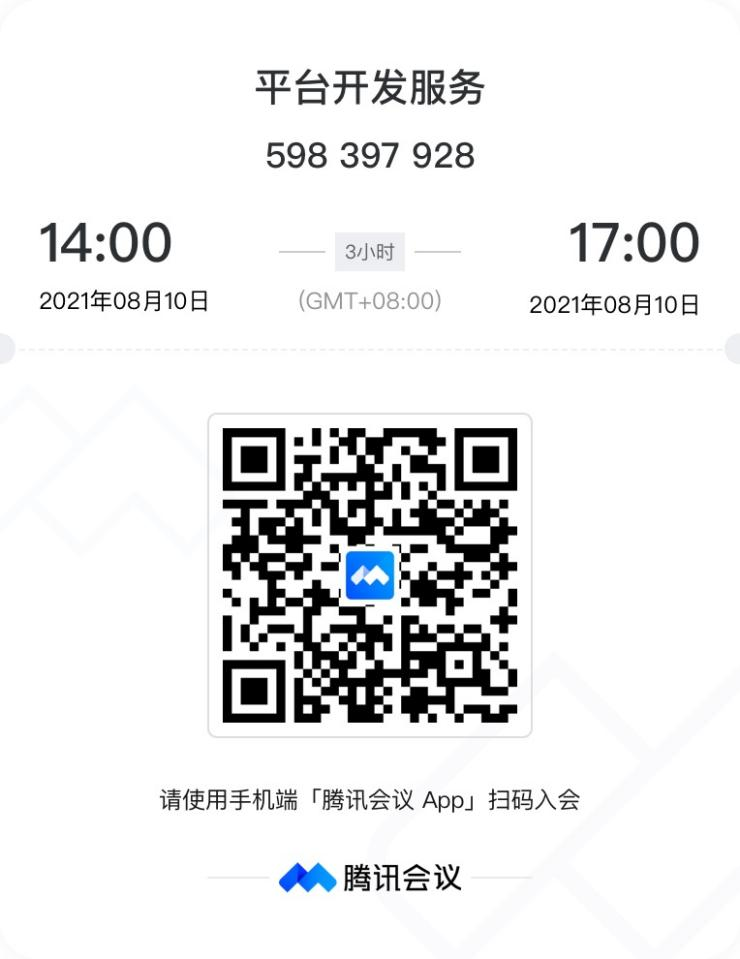 平台开发服务
598 397 928
14:00
3小时
17:00
2021年08月10日
(GMT+08:00)
2021年08月10日
请使用手机端「腾讯会议 App」扫码入会
腾讯会议